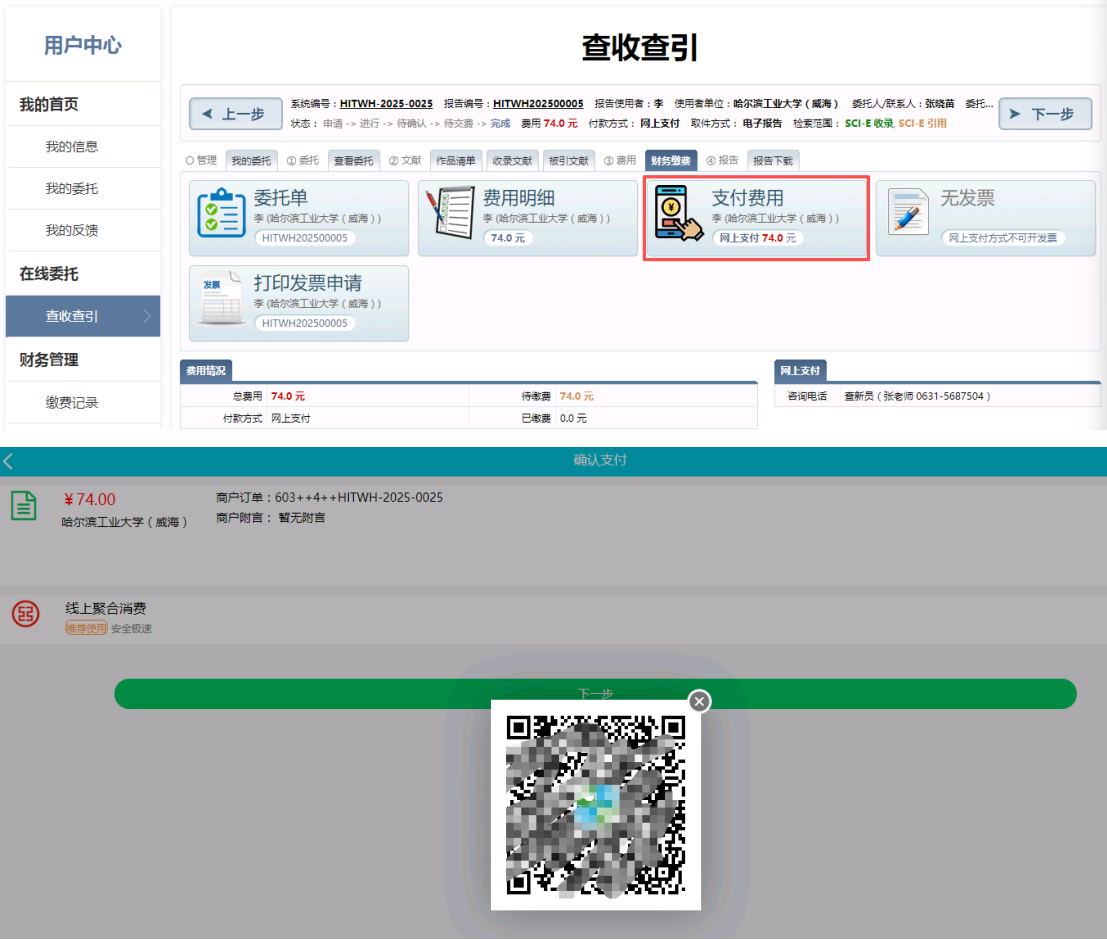 用户中心
我的首页
我的信息
我的委托
我的反馈
在线委托
查收查引
财务管理
缴费记录
查收查引
上一步
系统编号：HITWH-2025-0025 报告编号：HITWH202500005 报告使用者：李 使用者单位：哈尔滨工业大学（威海） 委托人/联系人：张晓苗 委托...
状态： 申请 -> 进行 -> 待确认 -> 待交费 -> 完成 费用 74.0 元 付款方式： 网上支付 取件方式： 电子报告 检索范围： SCI-E 收录, SCI-E 引用
下一步
管理 我的委托 ① 委托 查看委托 ② 文献 作品清单 收录文献 被引文献 ③ 费用 财务缴费 ④ 报告 报告下载
委托单
李 (哈尔滨工业大学（威海）)
HITWH202500005
费用明细
李 (哈尔滨工业大学（威海）)
74.0 元
支付费用
李 (哈尔滨工业大学（威海）)
网上支付 74.0 元
无发票
网上支付方式不可开发票
发票
打印发票申请
李 (哈尔滨工业大学（威海）)
HITWH202500005
费用情况
总费用 74.0 元 待缴费 74.0 元
付款方式 网上支付 已缴费 0.0 元
网上支付
咨询电话 查新员（张老师 0631-5687504）
确认支付
￥74.00
哈尔滨工业大学（威海）
商户订单：603++4++HITWH-2025-0025
商户附言： 暂无附言
线上聚合消费
推荐使用 安全极速
下一步